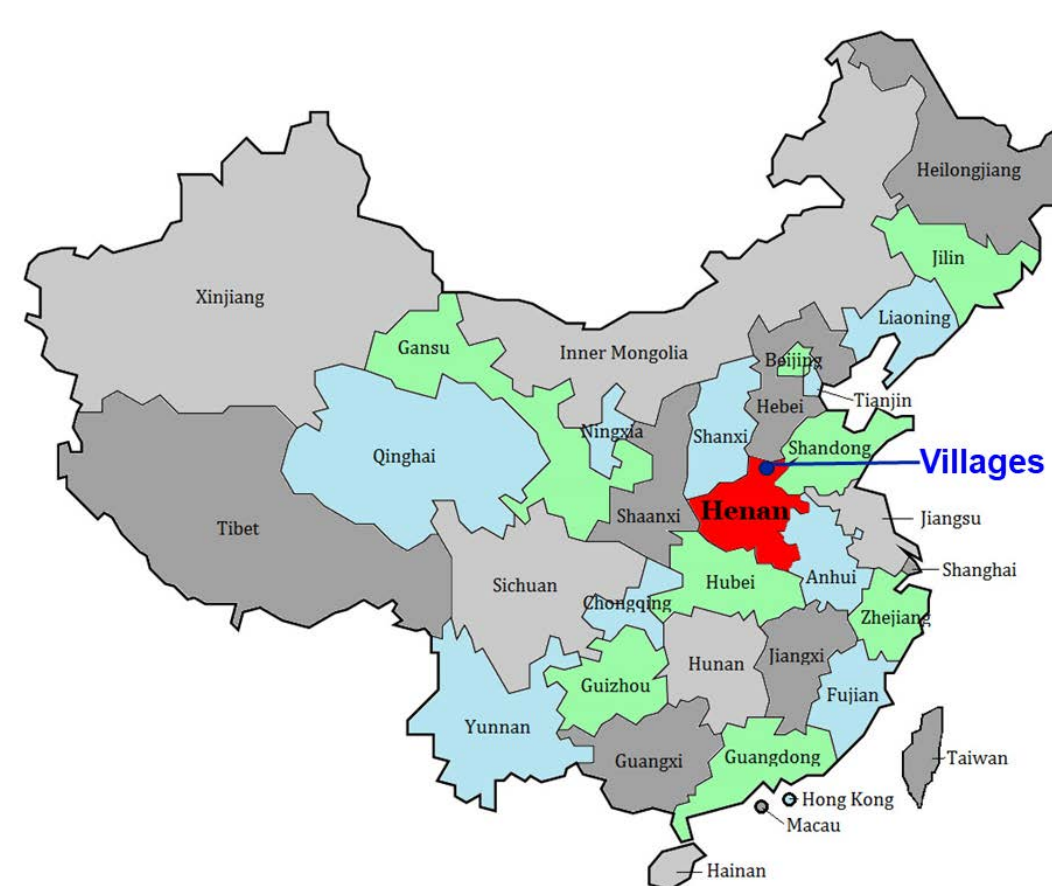 Heilongjiang
Jilin
Xinjiang
Liaoning
Gansu
Inner Mongolia
Beijing
Tianjin
Hebei
Ningxia
Shanxi
Shandong
Qinghai
Villages
Henan
Shaanxi
Jiangsu
Tibet
Shanghai
Sichuan
Hubei
Anhui
Chongqing
Zhejiang
Hunan
Jiangxi
Guizhou
Fujian
Yunnan
Guangxi
Guangdong
Taiwan
Hong Kong
Macau
Hainan